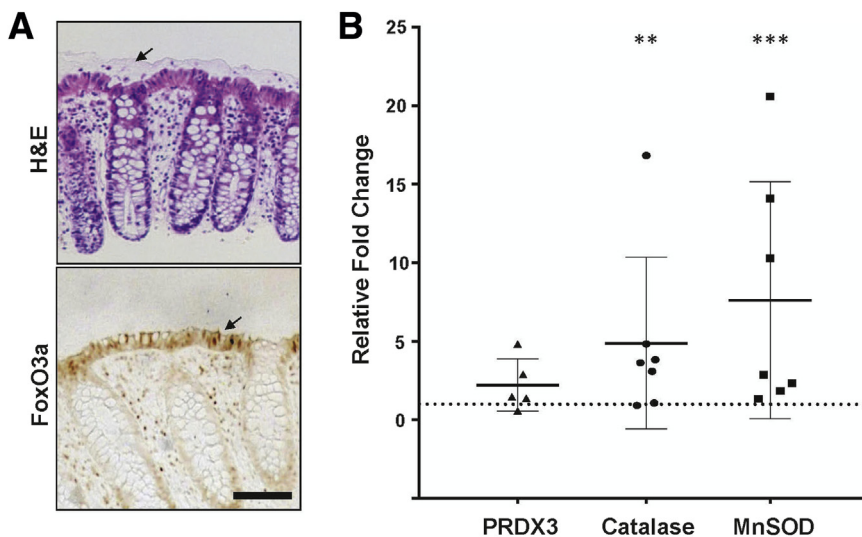 A
H&E
FoxO3a
B
Relative Fold Change
25
20
15
10
5
0
** ***
PRDX3 Catalase MnSOD